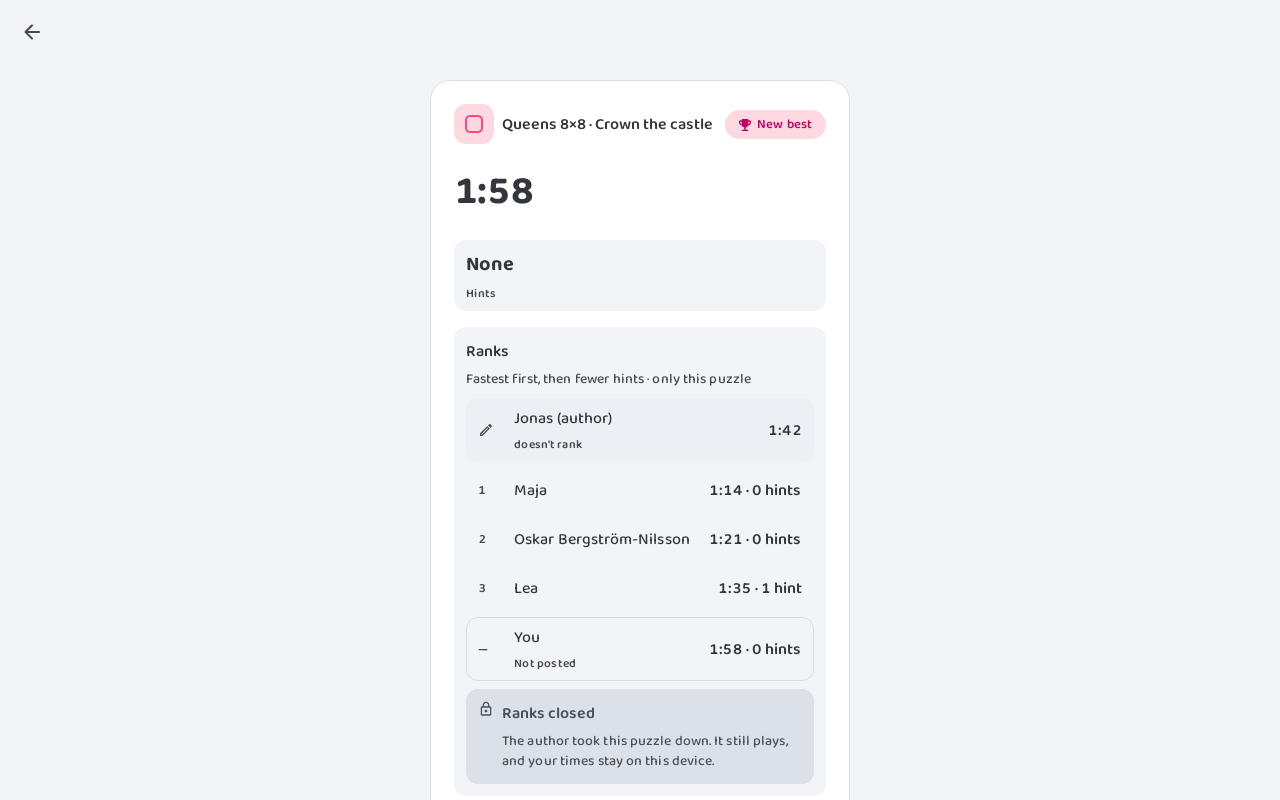 Queens 8×8 · Crown the castle
New best
1:58
None
Hints
Ranks
Fastest first, then fewer hints · only this puzzle
Jonas (author)
doesn't rank
1:42
1 Maja 1:14 · 0 hints
2 Oskar Bergström-Nilsson 1:21 · 0 hints
3 Lea 1:35 · 1 hint
– You
Not posted
1:58 · 0 hints
Ranks closed
The author took this puzzle down. It still plays,
and your times stay on this device.